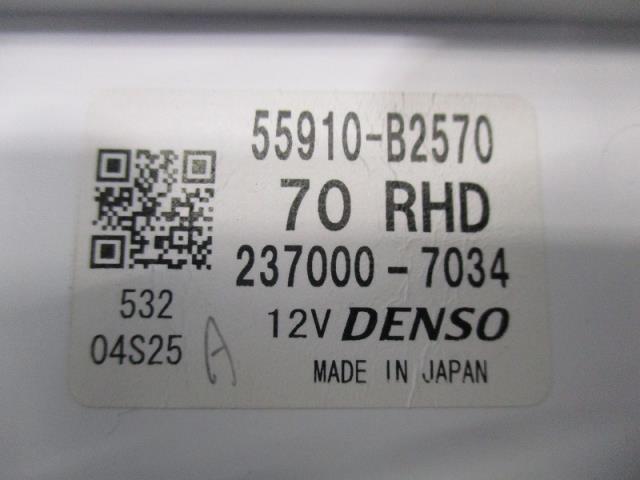 55910-B2570
70 RHD
237000-7034
532
12V DENSO
04S25 A
MADE IN JAPAN